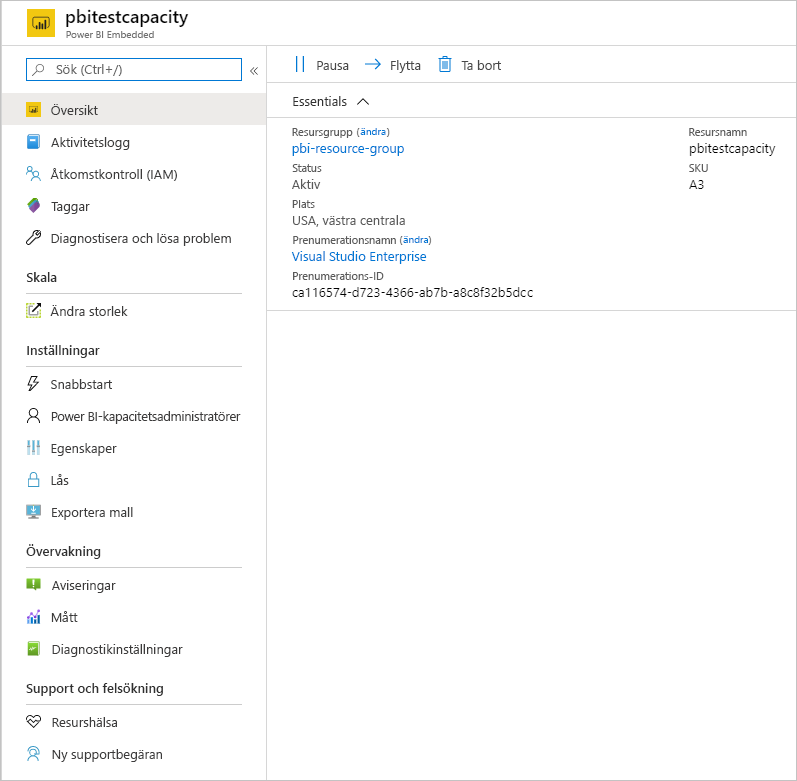 pbitestcapacity
Power BI Embedded
Sök (Ctrl+/)
«
Översikt
Aktivitetslogg
Åtkomstkontroll (IAM)
Taggar
Diagnostisera och lösa problem
Skala
Ändra storlek
Inställningar
Snabbstart
Power BI-kapacitetsadministratörer
Egenskaper
Lås
Exportera mall
Övervakning
Aviseringar
Mått
Diagnostikinställningar
Support och felsökning
Resurshälsa
Ny supportbegäran
Pausa Flytta Ta bort
Essentials
Resursgrupp (ändra)
pbi-resource-group
Status
Aktiv
Plats
USA, västra centrala
Prenumerationsnamn (ändra)
Visual Studio Enterprise
Prenumerations-ID
ca116574-d723-4366-ab7b-a8c8f32b5dcc
Resursnamn
pbitestcapacity
SKU
A3